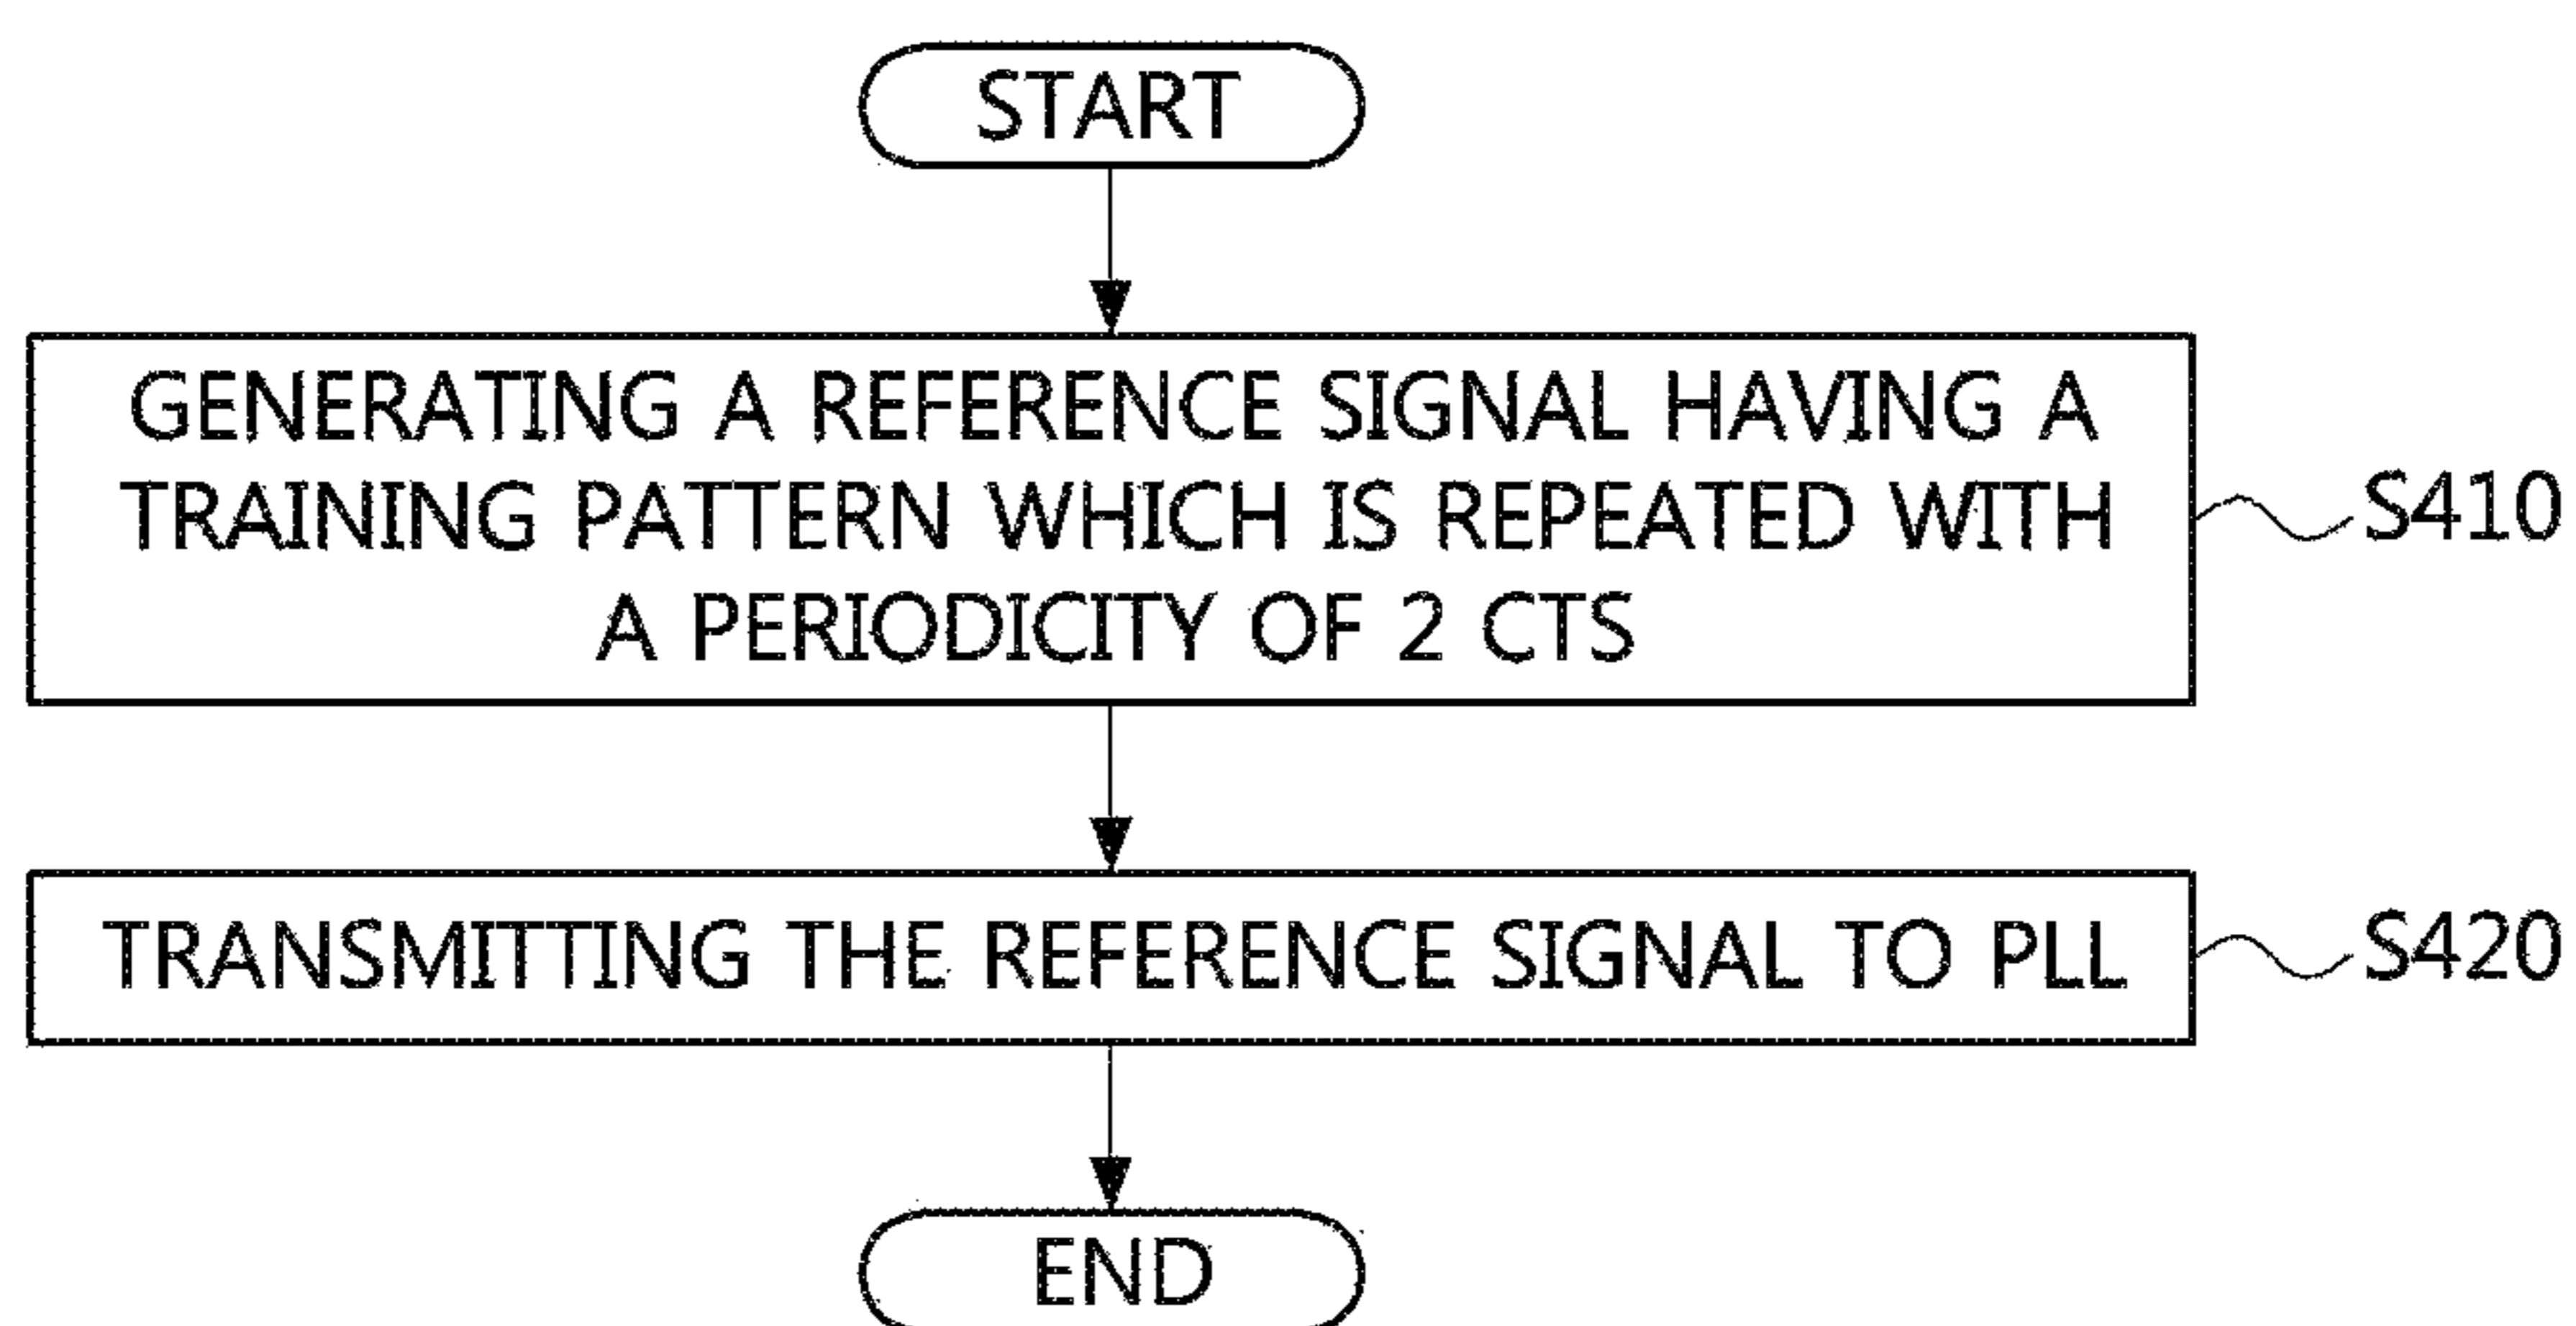 START
GENERATING A REFERENCE SIGNAL HAVING A
TRAINING PATTERN WHICH IS REPEATED WITH
A PERIODICITY OF 2 CTS
S410
TRANSMITTING THE REFERENCE SIGNAL TO PLL
S420
END